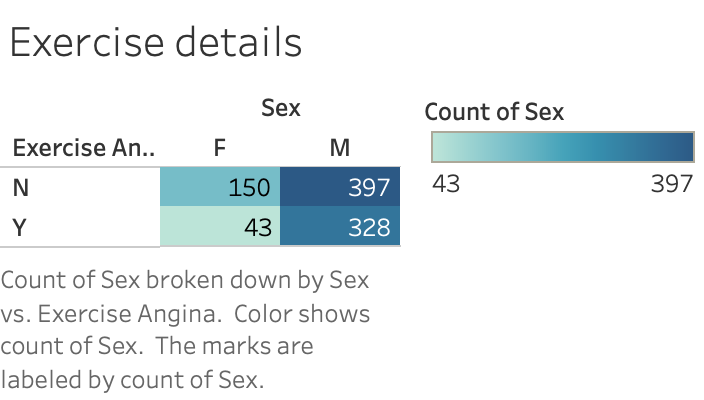 Exercise details
Sex
Count of Sex
Exercise An.. F M
N 150 397
43 397
Y 43 328
Count of Sex broken down by Sex
vs. Exercise Angina.  Color shows
count of Sex.  The marks are
labeled by count of Sex.